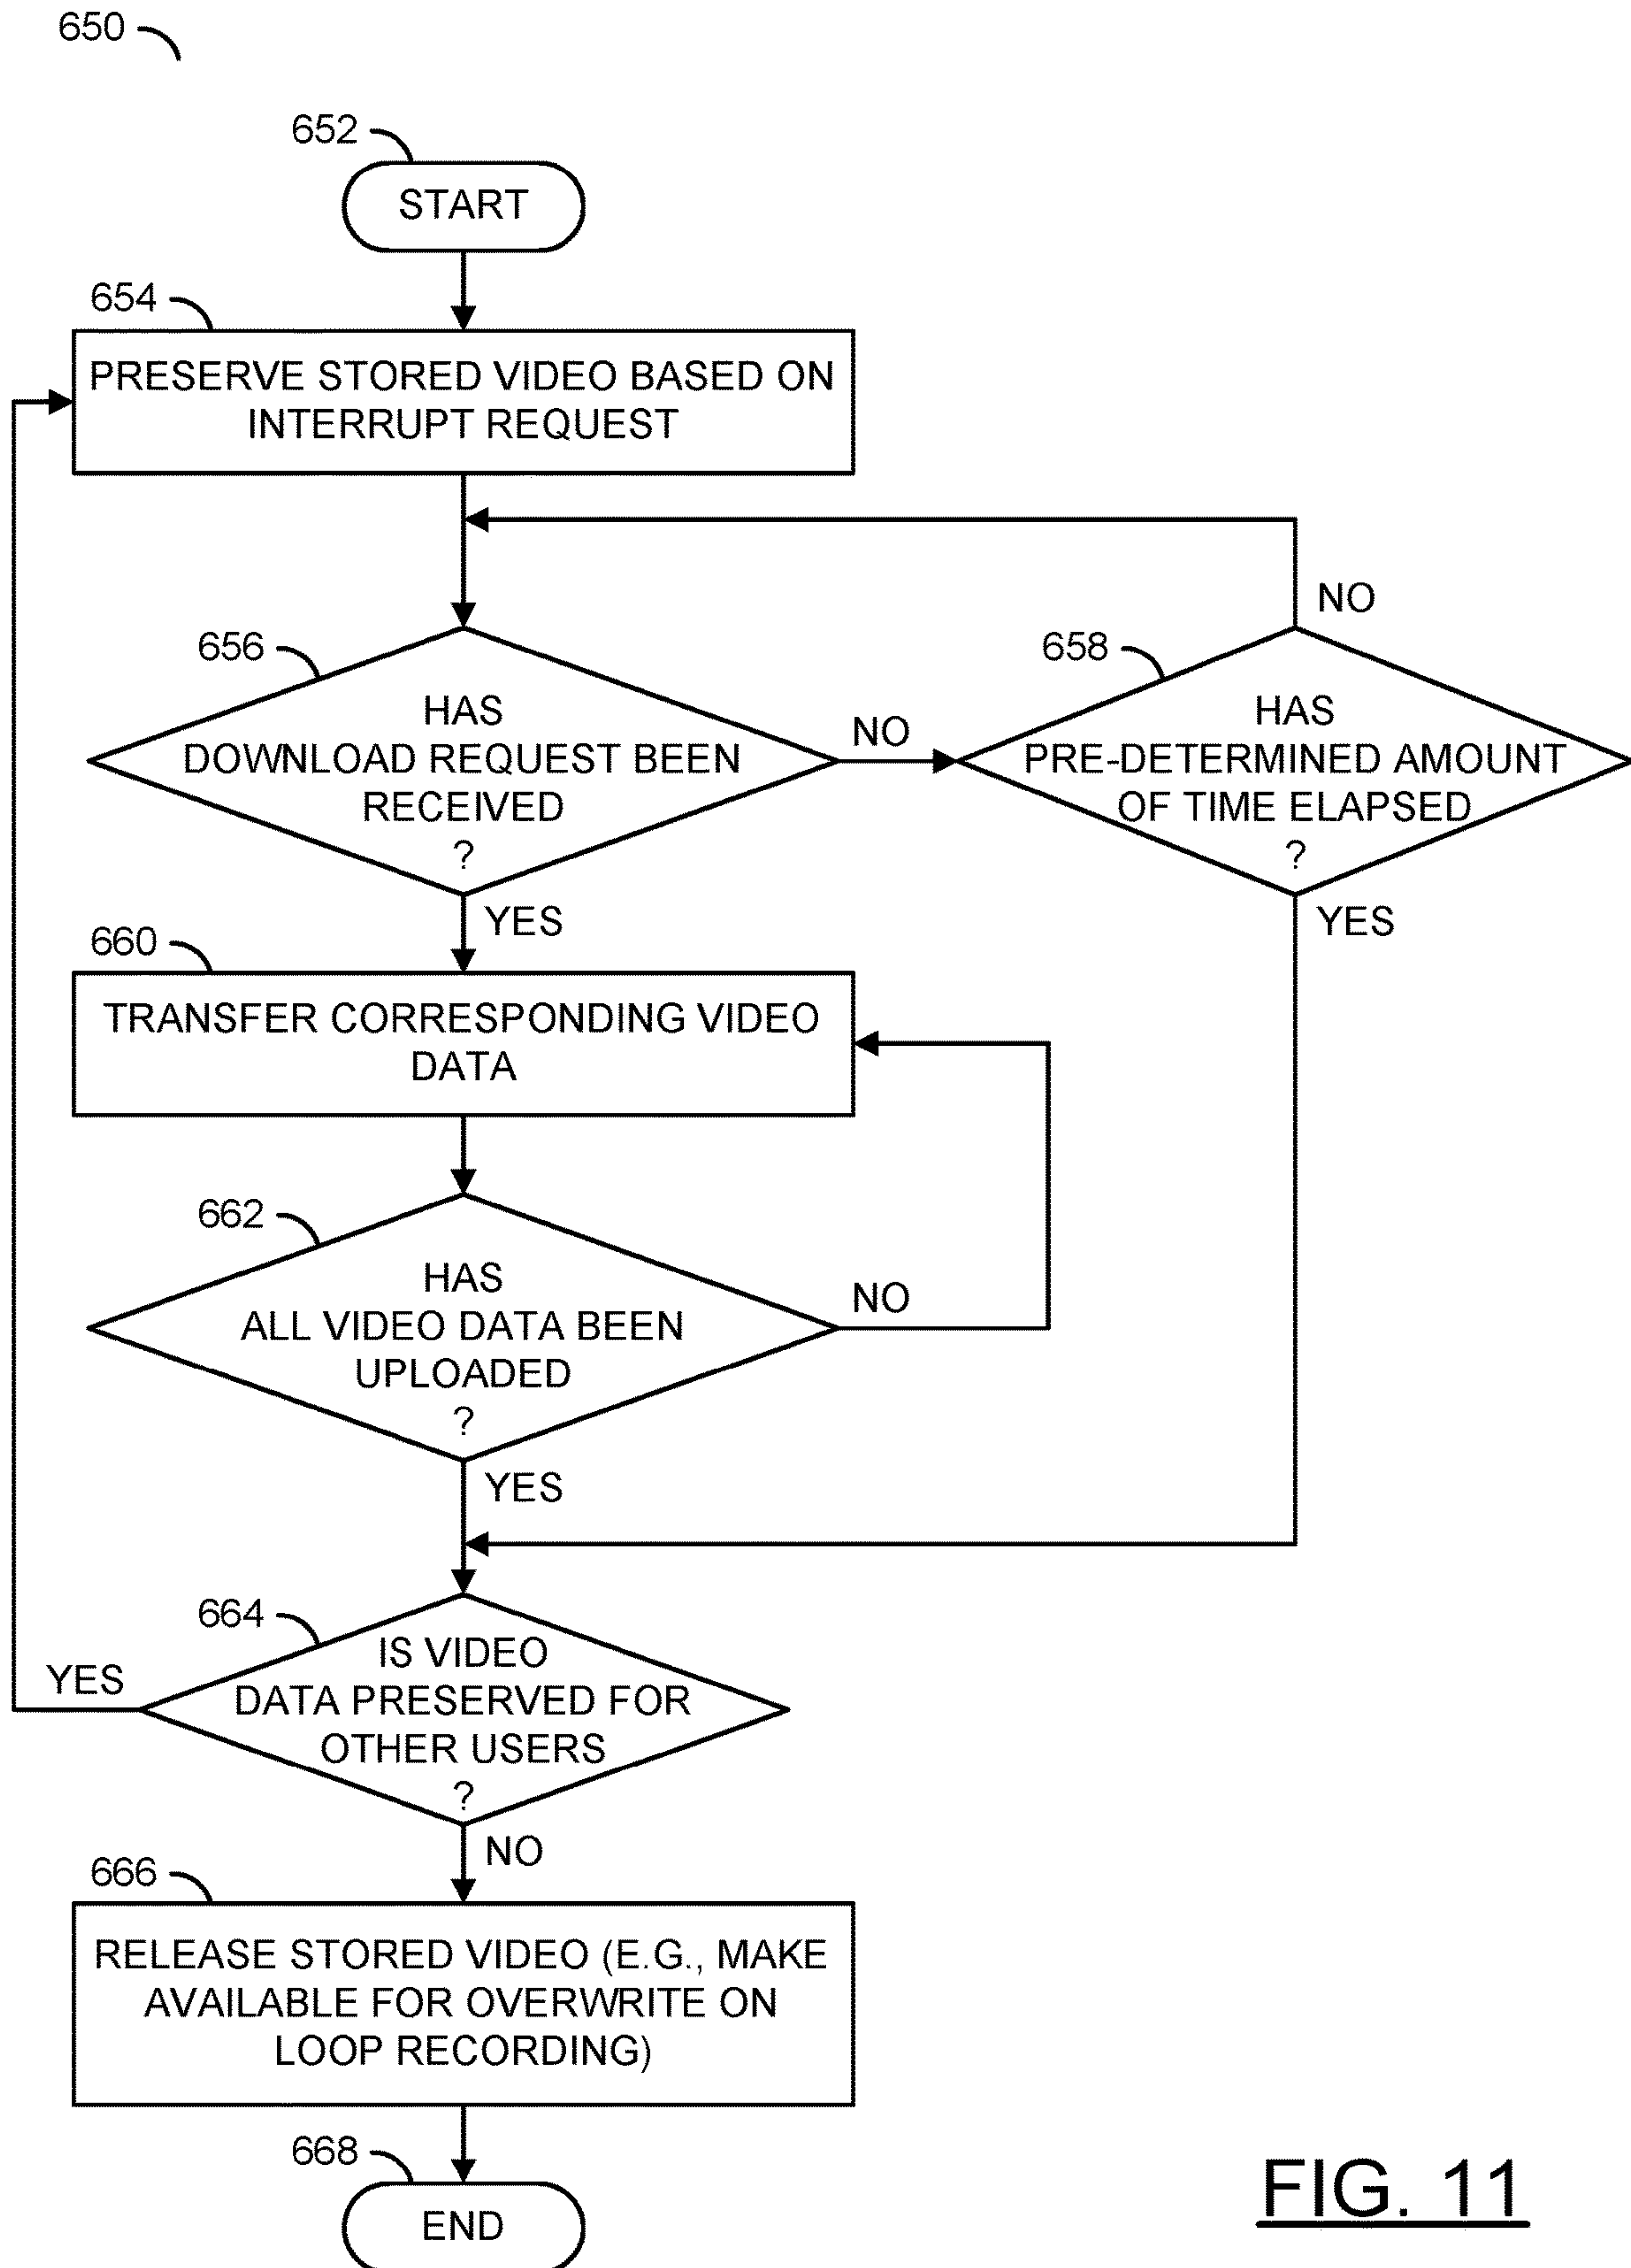 650
652
START
654
PRESERVE STORED VIDEO BASED ON
INTERRUPT REQUEST
NO
656
658
HAS
DOWNLOAD REQUEST BEEN
RECEIVED
?
NO
HAS
PRE-DETERMINED AMOUNT
OF TIME ELAPSED
?
YES
YES
660
TRANSFER CORRESPONDING VIDEO
DATA
662
HAS
ALL VIDEO DATA BEEN
UPLOADED
?
NO
YES
664
IS VIDEO
DATA PRESERVED FOR
OTHER USERS
?
YES
NO
666
RELEASE STORED VIDEO (E.G., MAKE
AVAILABLE FOR OVERWRITE ON
LOOP RECORDING)
668
END
FIG. 11